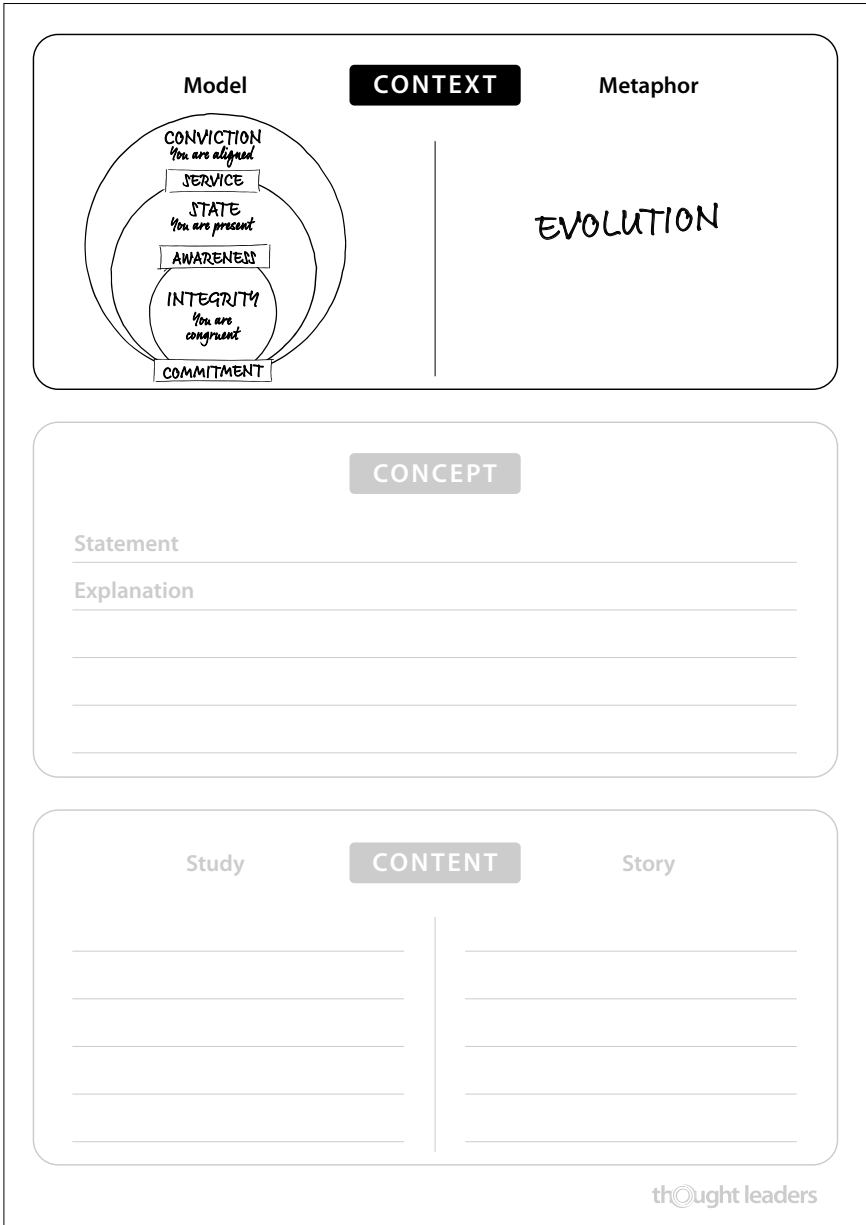 Model
CONTEXT
Metaphor
CONVICTION
You are aligned
SERVICE
STATE
You are present
AWARENESS
INTEGRITY
You are
congruent
COMMITMENT
EVOLUTION
CONCEPT
Statement
Explanation
Study
CONTENT
Story
thought leaders